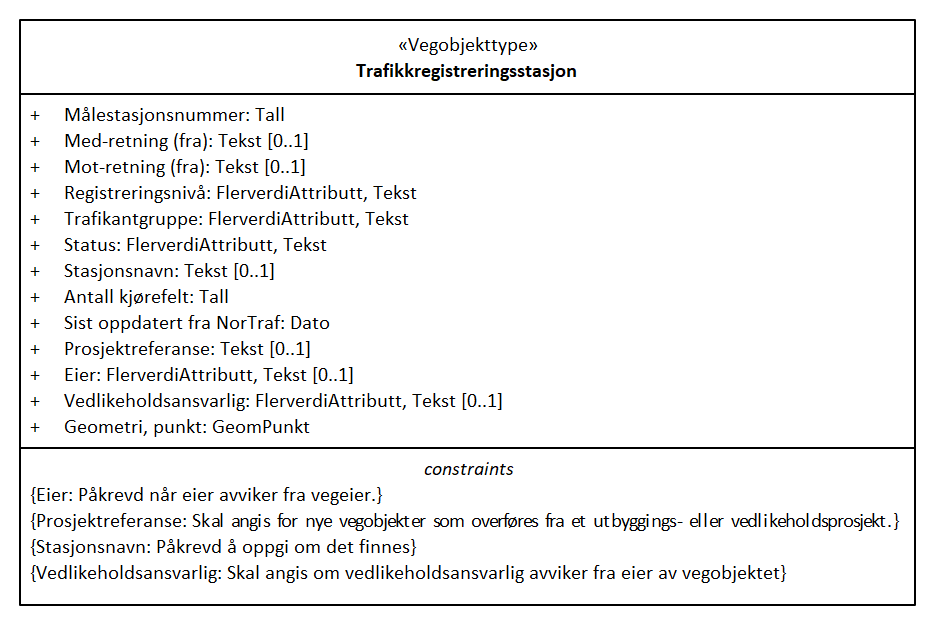 «Vegobjekttype»
Trafikkregistreringsstasjon
+ Målestasjonsnummer: Tall
+ Med-retning (fra): Tekst [0..1]
+ Mot-retning (fra): Tekst [0..1]
+ Registreringsnivå: FlerverdiAttributt, Tekst
+ Trafikantgruppe: FlerverdiAttributt, Tekst
+ Status: FlerverdiAttributt, Tekst
+ Stasjonsnavn: Tekst [0..1]
+ Antall kjørefelt: Tall
+ Sist oppdatert fra NorTraf: Dato
+ Prosjektreferanse: Tekst [0..1]
+ Eier: FlerverdiAttributt, Tekst [0..1]
+ Vedlikeholdsansvarlig: FlerverdiAttributt, Tekst [0..1]
+ Geometri, punkt: GeomPunkt
constraints
{Eier: Påkrevd når eier avviker fra vegeier.}
{Prosjektreferanse: Skal angis for nye vegobjekter som overføres fra et utbyggings- eller vedlikeholdsprosjekt.}
{Stasjonsnavn: Påkrevd å oppgi om det finnes}
{Vedlikeholdsansvarlig: Skal angis om vedlikeholdsansvarlig avviker fra eier av vegobjektet}